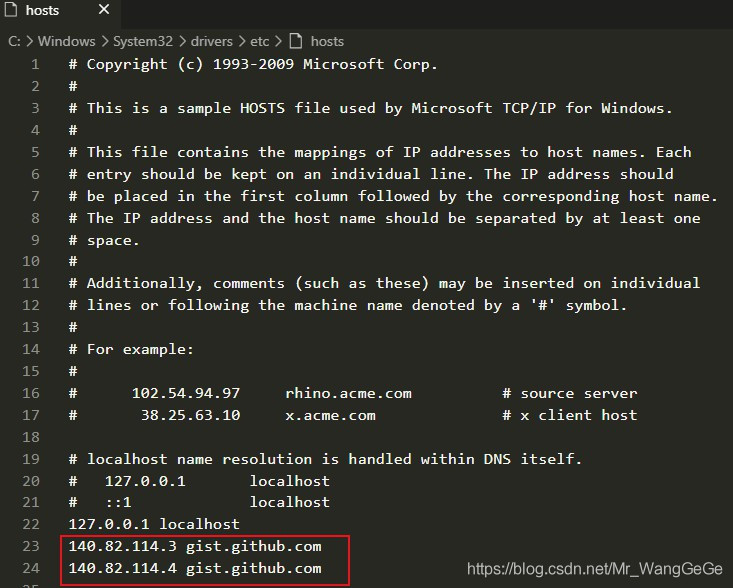 hosts ×
C: > Windows > System32 > drivers > etc > hosts
1 # Copyright (c) 1993-2009 Microsoft Corp.
2 #
3 # This is a sample HOSTS file used by Microsoft TCP/IP for Windows.
4 #
5 # This file contains the mappings of IP addresses to host names. Each
6 # entry should be kept on an individual line. The IP address should
7 # be placed in the first column followed by the corresponding host name.
8 # The IP address and the host name should be separated by at least one
9 # space.
10 #
11 # Additionally, comments (such as these) may be inserted on individual
12 # lines or following the machine name denoted by a '#' symbol.
13 #
14 # For example:
15 #
16 #      102.54.94.97     rhino.acme.com          # source server
17 #       38.25.63.10     x.acme.com              # x client host
18
19 # localhost name resolution is handled within DNS itself.
20 #   127.0.0.1       localhost
21 #   ::1             localhost
22 127.0.0.1 localhost
23 140.82.114.3 gist.github.com
24 140.82.114.4 gist.github.com
https://blog.csdn.net/Mr_WangGeGe